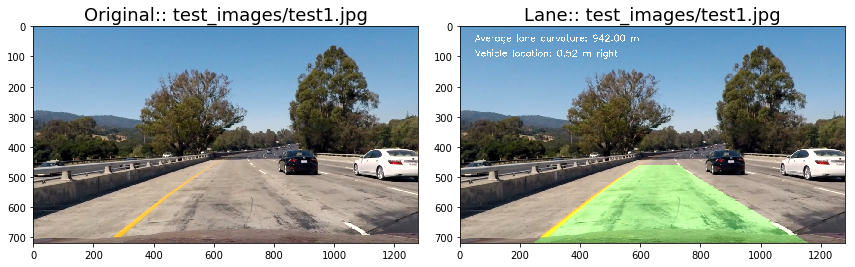 Original:: test_images/test1.jpg
0
100
200
300
400
500
600
700
0 200 400 600 800 1000 1200
Lane:: test_images/test1.jpg
Average lane curvature: 942.00 m
Vehicle location: 0.52 m right
0
100
200
300
400
500
600
700
0 200 400 600 800 1000 1200